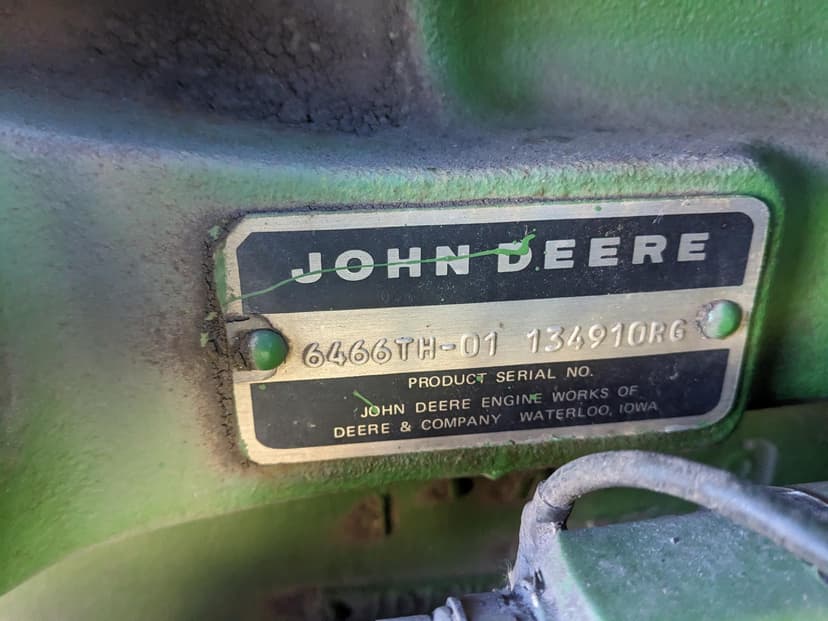 JOHN DEERE
6466TH-01 134910RG
PRODUCT SERIAL NO.
JOHN DEERE ENGINE WORKS OF
DEERE & COMPANY WATERLOO, IOWA